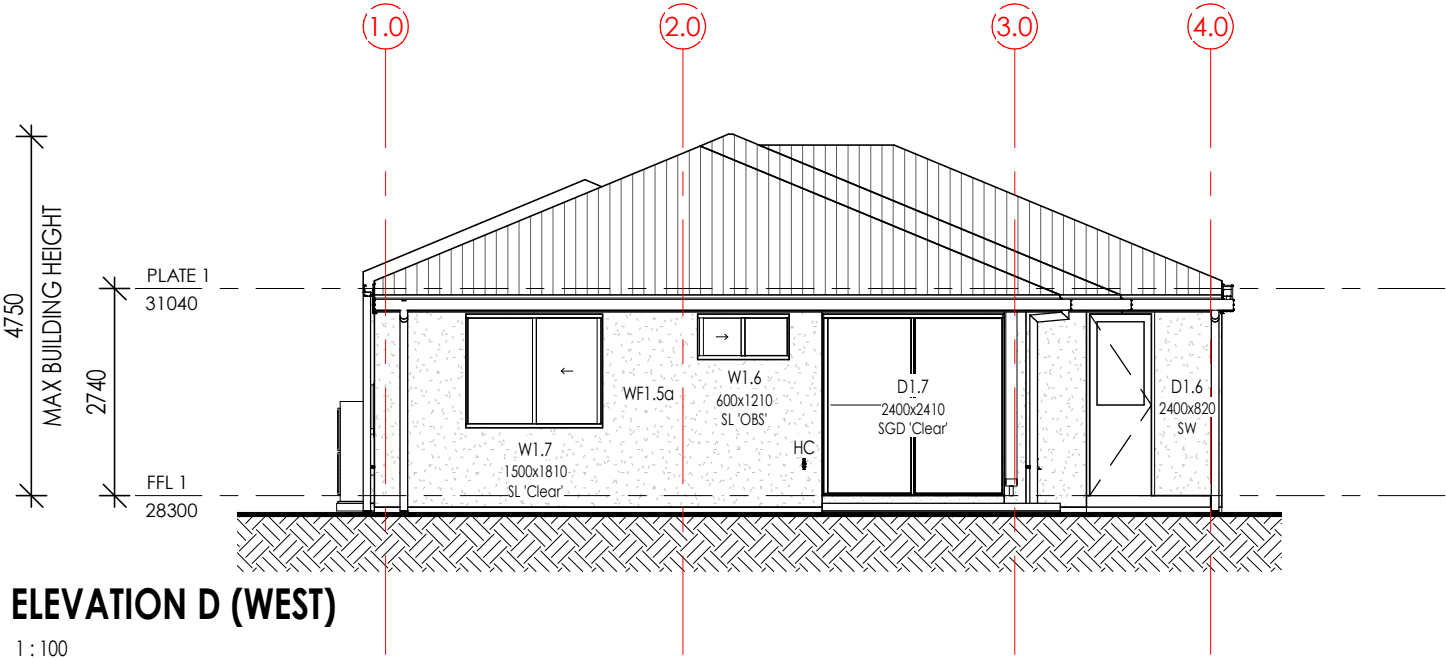 1.0
2.0
3.0
4.0
4750
MAX BUILDING HEIGHT
2740
PLATE 1
31040
FFL 1
28300
W1.7
1500x1810
SL 'Clear'
WF1.5a
W1.6
600x1210
SL 'OBS'
HC
D1.7
2400x2410
SGD 'Clear'
D1.6
2400x820
SW
ELEVATION D (WEST)
1 : 100